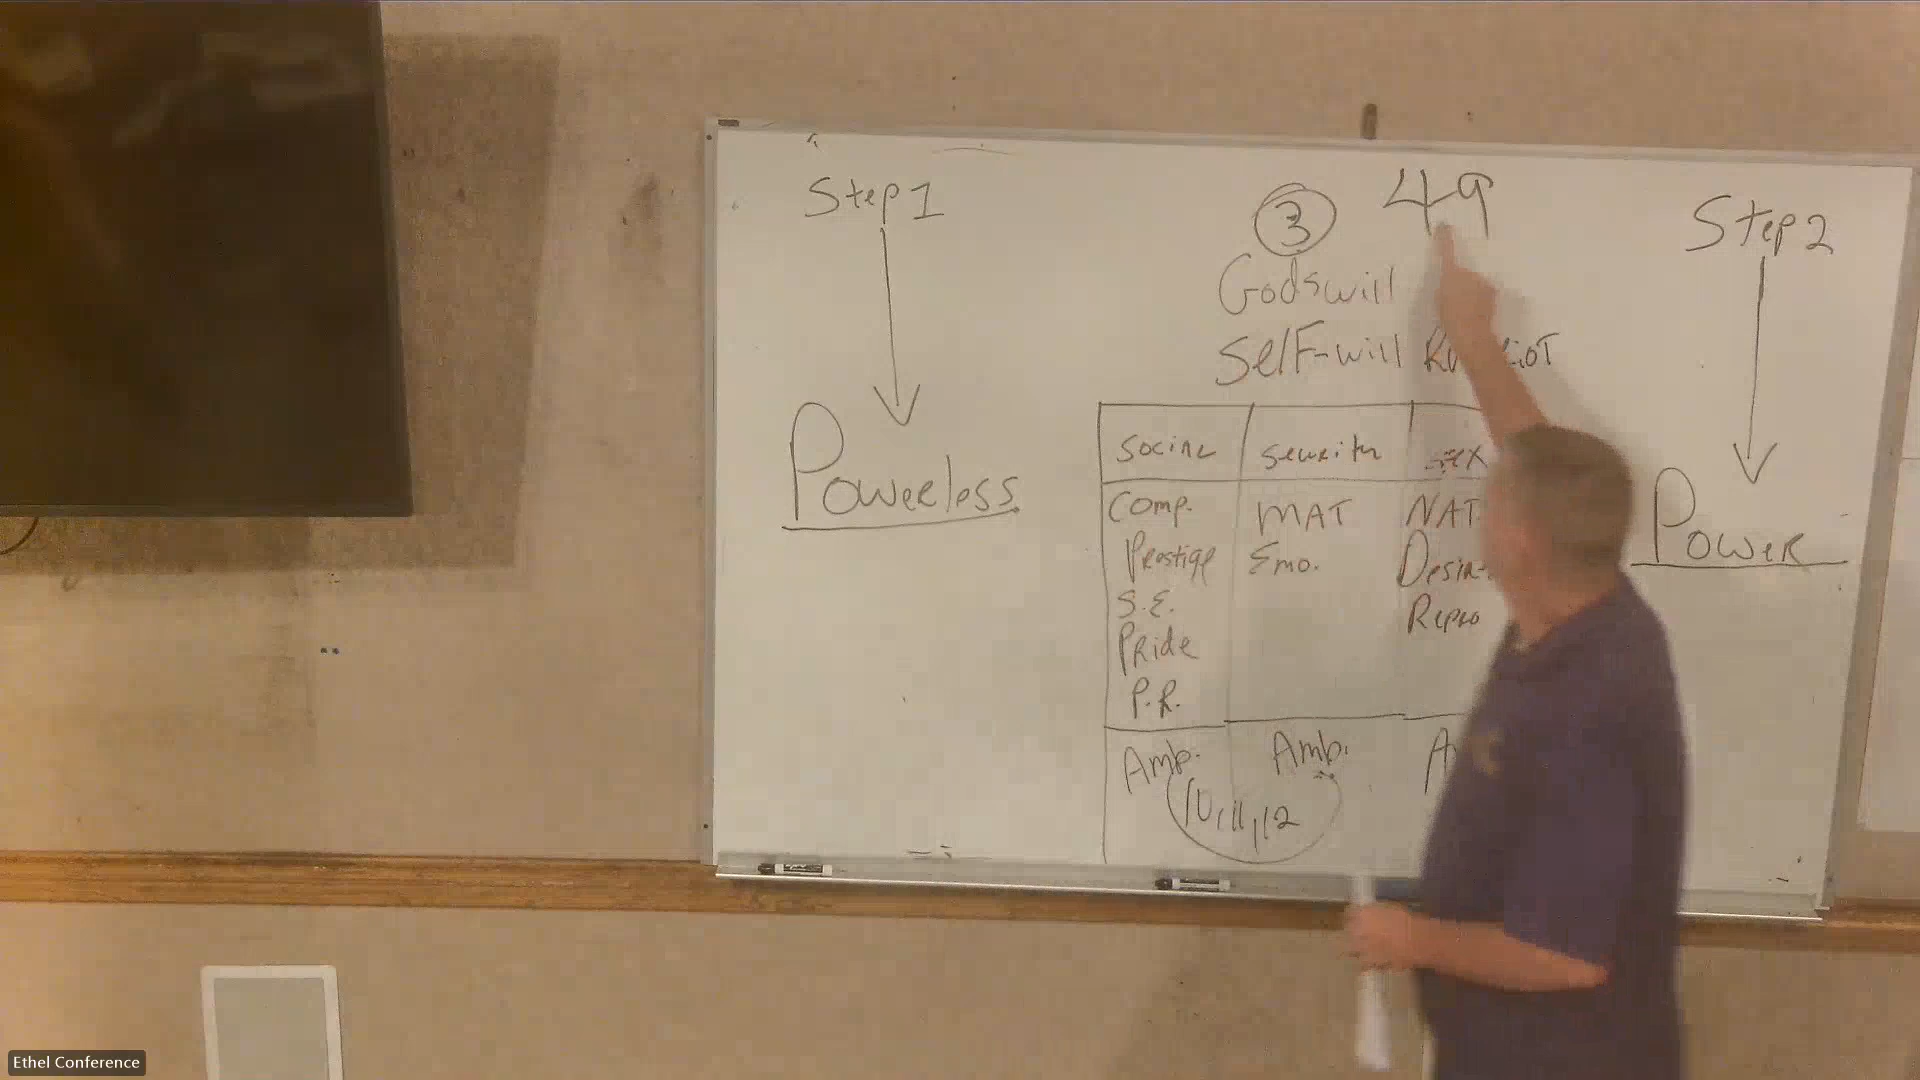 Step 1
③ 49
Step 2
Godswill
Self-will
Powerless
Power
Social Security Sex
Comp. MAT NAT.
Prestige Emo.
S.E. Repro
Pride
P.R.
Amb. Amb.
10, 11, 12
Ethel Conference